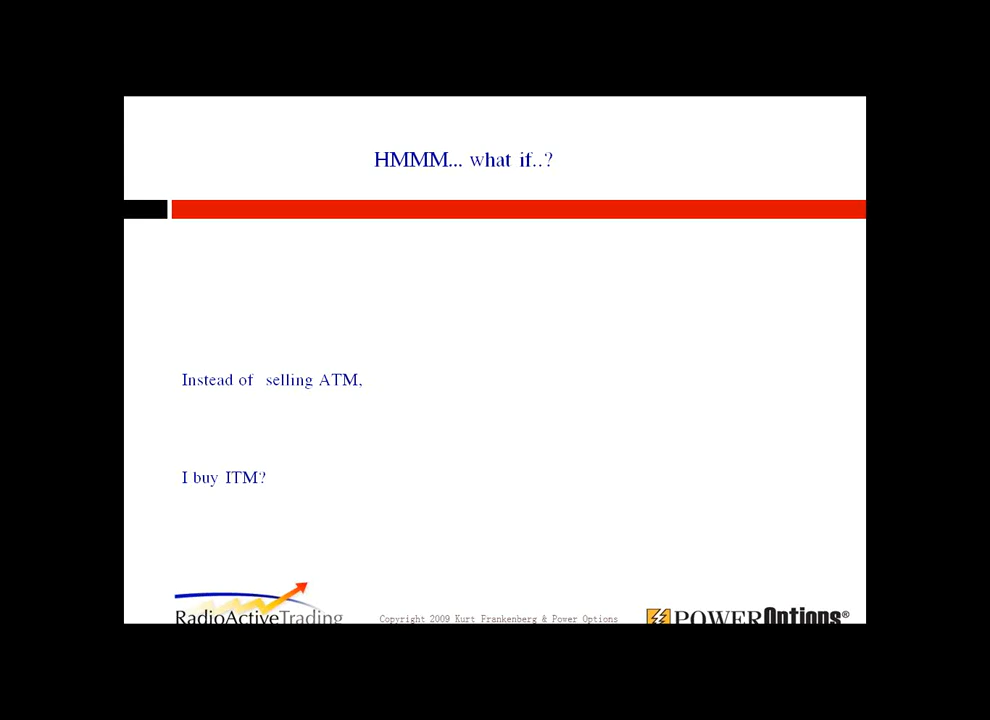 HMMM... what if..?
Instead of selling ATM,
I buy ITM?
RadioActiveTrading
Copyright 2009 Kurt Frankenberg & Power Options
POWEROptions®